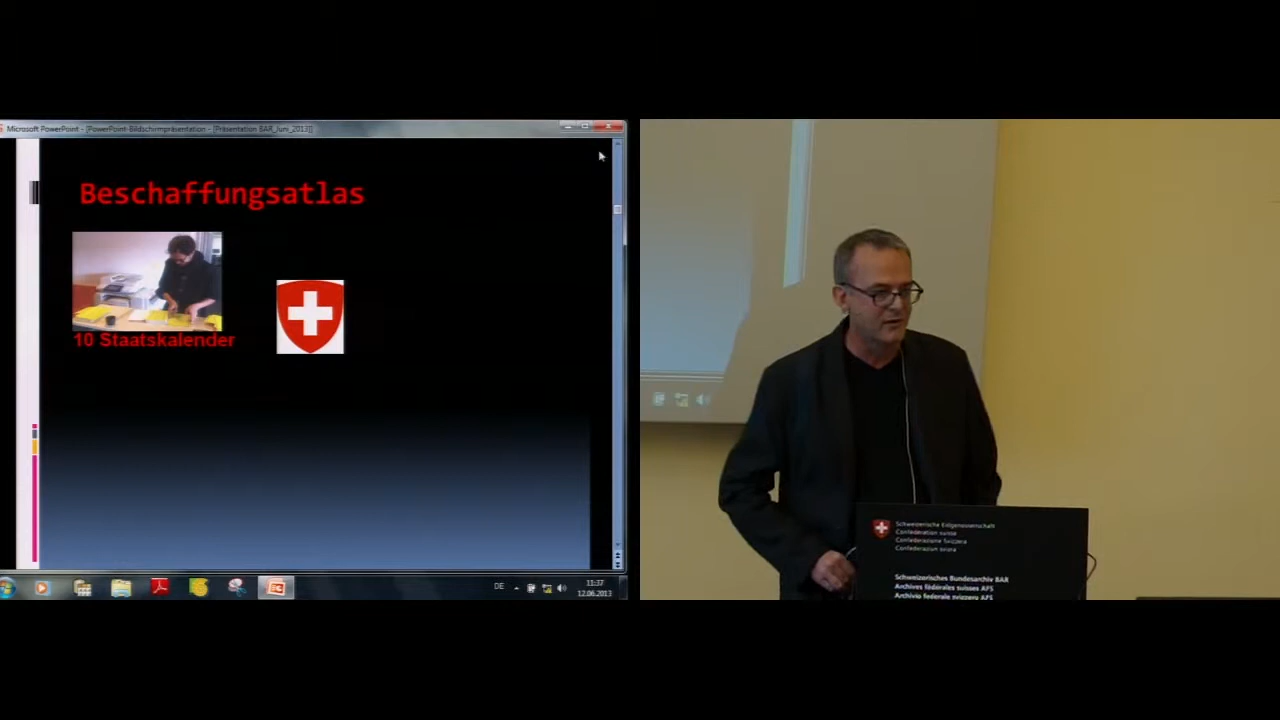 Microsoft PowerPoint - [PowerPoint-Bildschirmpräsentation - [Präsentation BAR_Juni_2013]]
Beschaffungsatlas
10 Staatskalender
DE
11:37
12.06.2013
Schweizerische Eidgenossenschaft
Confédération suisse
Confederazione Svizzera
Confederaziun svizra
Schweizerisches Bundesarchiv BAR
Archives fédérales suisses AFS
Archivio federale svizzero AFS